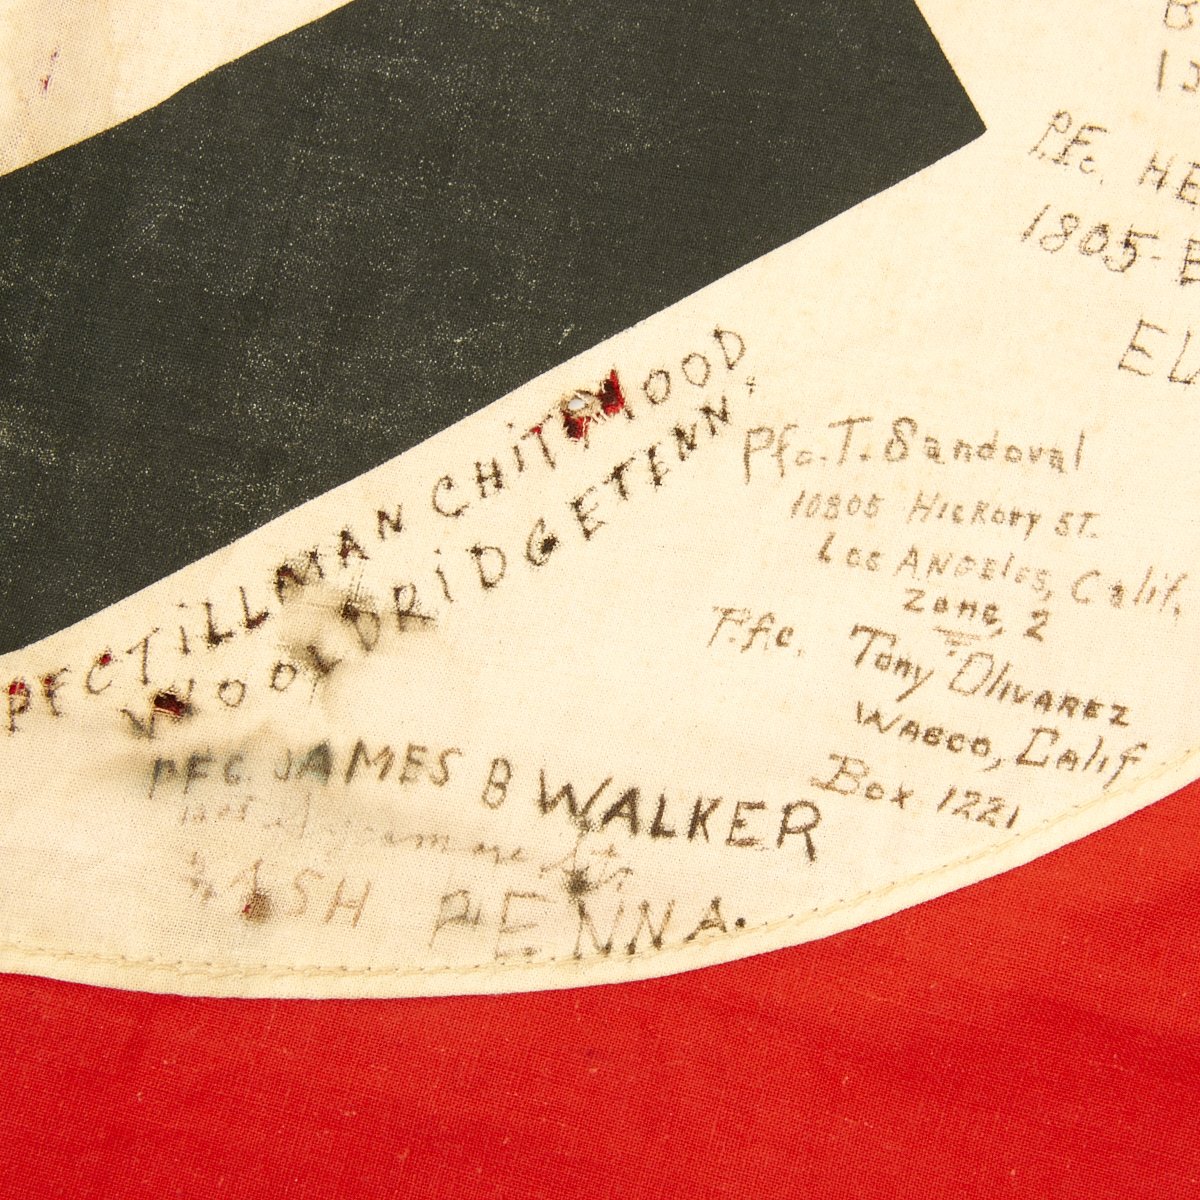 B
P.Fc. HE
1805-B
EL
PFC TILLMAN CHITWOOD
WOOLDRIDGE TENN.
Pfc. T. Sandoval
10805 Hickory ST.
Los Angeles, Calif.
Zone, 2
P.f.c. Tony Olivarez
Wasco, Calif
Box 1221
PFC. JAMES B WALKER
PENNA.